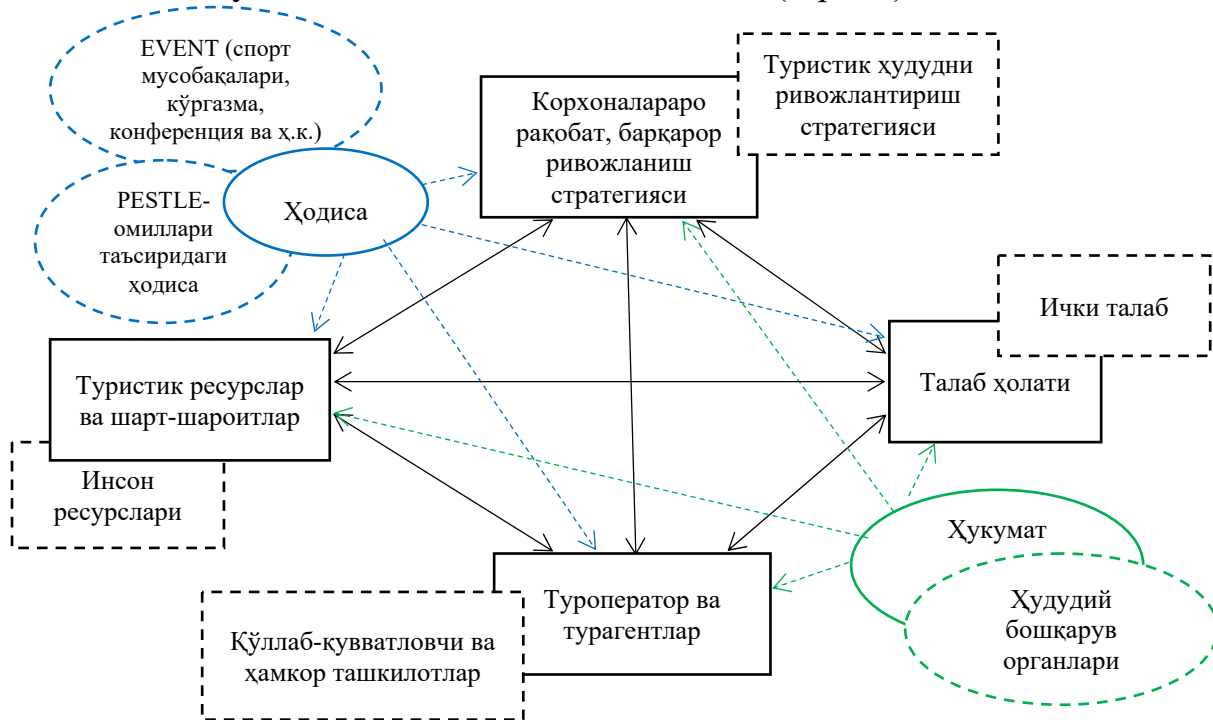 EVENT (спорт
мусобақалари,
кўргазма,
конференция ва ҳ.к.)
Корхоналараро
рақобат, барқарор
ривожланиш
стратегияси
Туристик ҳудудни
ривожлантириш
стратегияси
PESTLE-
омиллари
таъсиридаги
ҳодиса
Ҳодиса
Ички талаб
Туристик ресурслар
ва шарт-шароитлар
Талаб ҳолати
Инсон
ресурслари
Ҳукумат
Туроператор ва
турагентлар
Ҳудудий
бошқарув
органлари
Қўллаб-қувватловчи ва
ҳамкор ташкилотлар